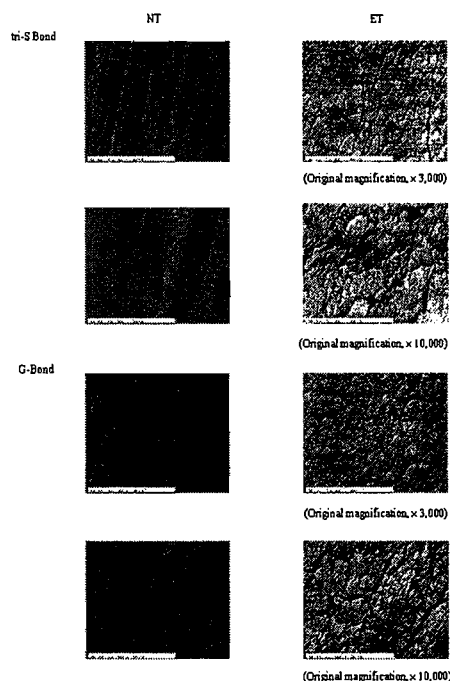 NT ET
tri-S Bond
(Original magnification, × 3,000)
(Original magnification, × 10,000)
G-Bond
(Original magnification, × 3,000)
(Original magnification, × 10,000)